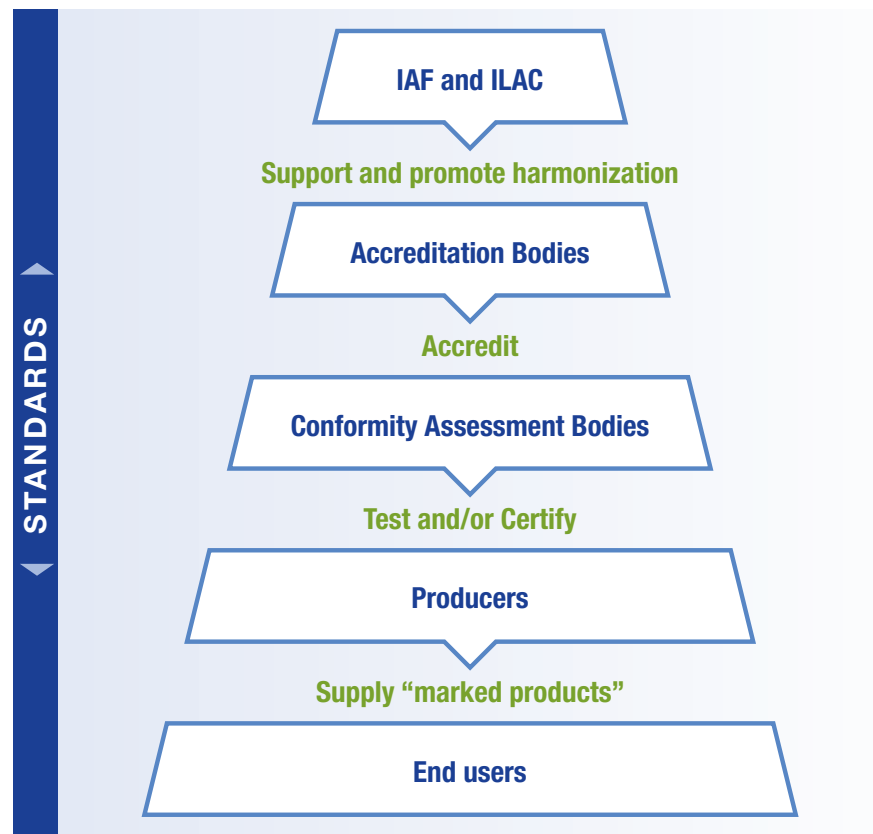 IAF and ILAC
Support and promote harmonization
Accreditation Bodies
Accredit
Conformity Assessment Bodies
Test and/or Certify
Producers
Supply “marked products”
End users
STANDARDS